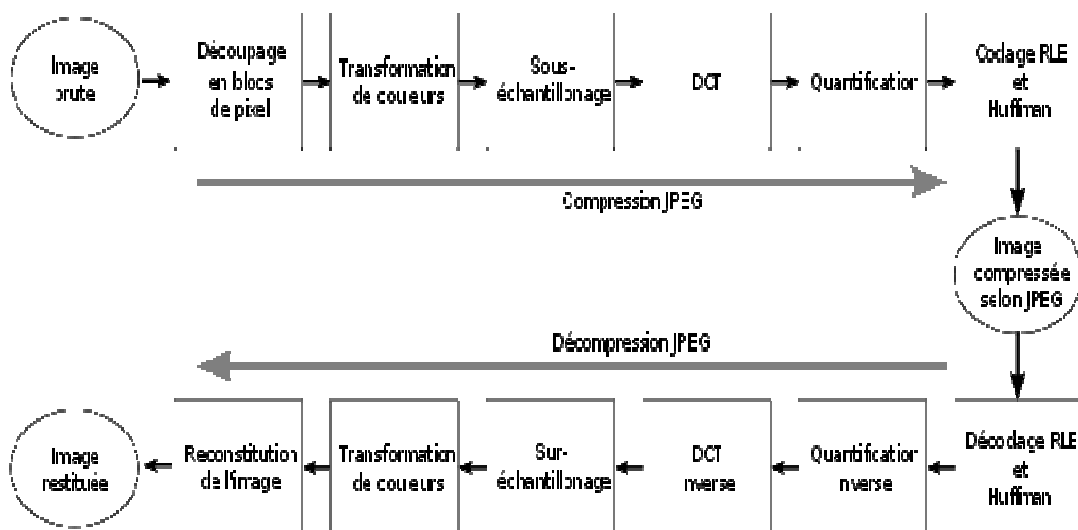 Image
brute
Découpage
en blocs
de pixel
Transformation
de couleurs
Sous-
échantillonage
DCT
Quantification
Codage RLE
et
Huffman
Compression JPEG
Image
compressée
selon JPEG
Décompression JPEG
Image
restituée
Reconstitution
de l'image
Transformation
de couleurs
Sur-
échantillonage
DCT
inverse
Quantification
inverse
Décodage RLE
et
Huffman